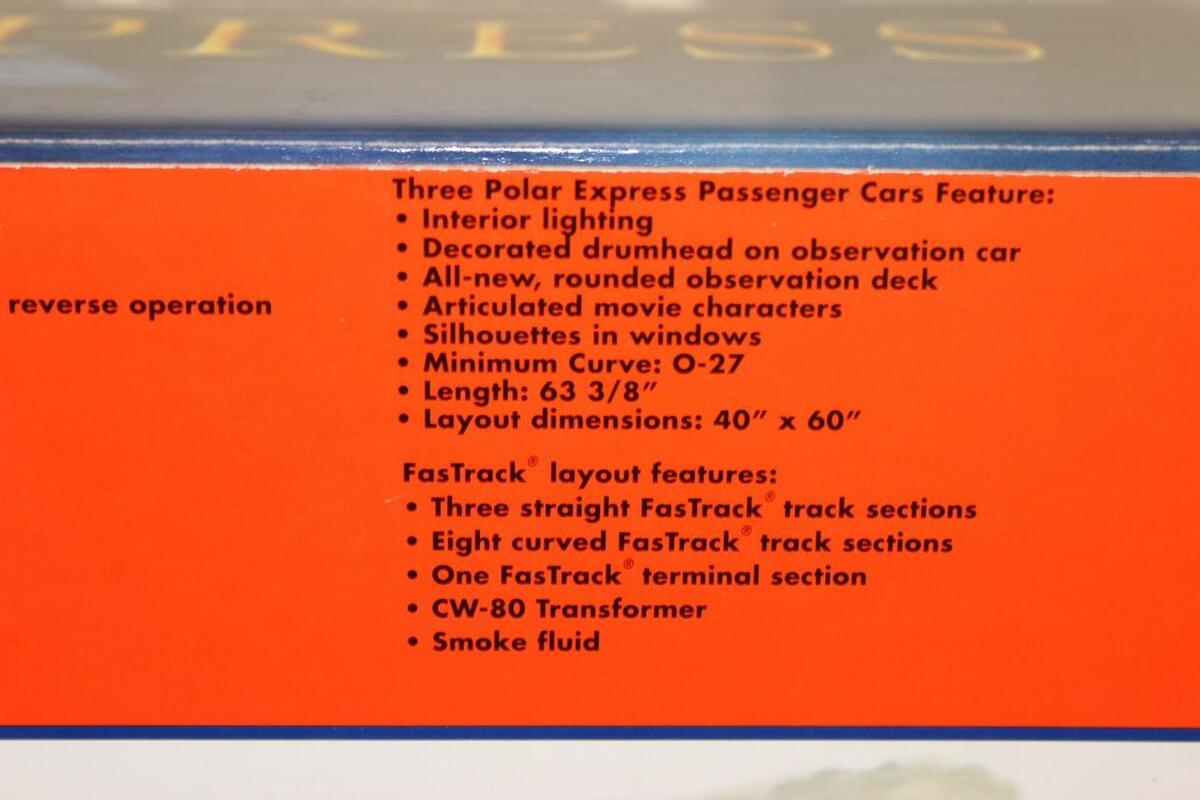 PRESS
Three Polar Express Passenger Cars Feature:
• Interior lighting
• Decorated drumhead on observation car
• All-new, rounded observation deck
reverse operation
• Articulated movie characters
• Silhouettes in windows
• Minimum Curve: O-27
• Length: 63 3/8”
• Layout dimensions: 40” x 60”
FasTrack® layout features:
• Three straight FasTrack® track sections
• Eight curved FasTrack® track sections
• One FasTrack® terminal section
• CW-80 Transformer
• Smoke fluid